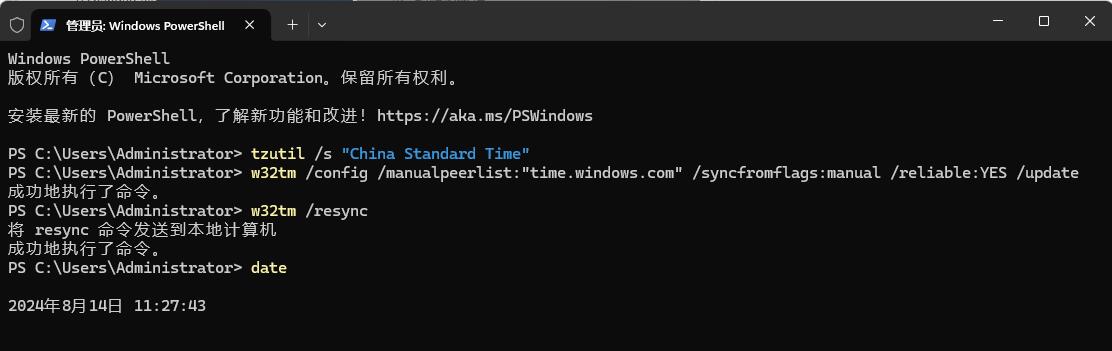 管理员: Windows PowerShell
Windows PowerShell
版权所有（C） Microsoft Corporation。保留所有权利。
安装最新的 PowerShell，了解新功能和改进！https://aka.ms/PSWindows
PS C:\Users\Administrator> tzutil /s "China Standard Time"
PS C:\Users\Administrator> w32tm /config /manualpeerlist:"time.windows.com" /syncfromflags:manual /reliable:YES /update
成功地执行了命令。
PS C:\Users\Administrator> w32tm /resync
将 resync 命令发送到本地计算机
成功地执行了命令。
PS C:\Users\Administrator> date
2024年8月14日 11:27:43